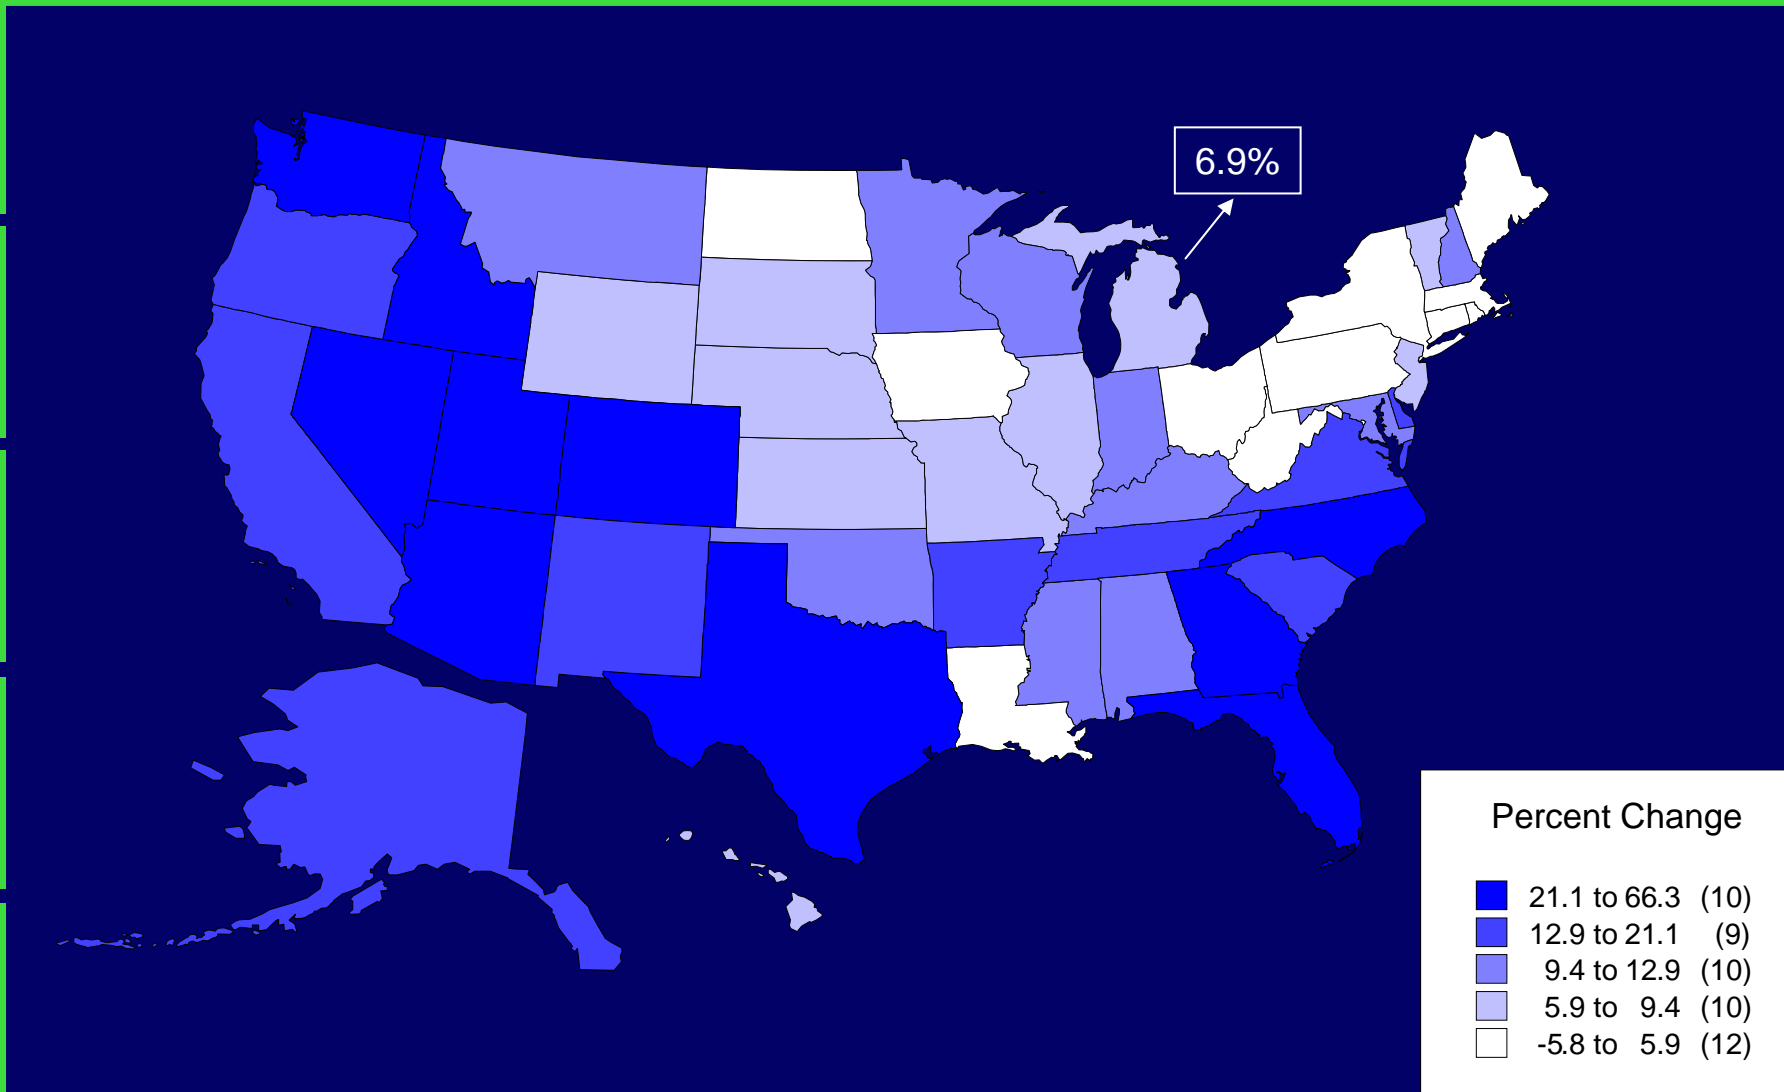 6.9%
Percent Change
21.1 to 66.3 (10)
12.9 to 21.1 (9)
9.4 to 12.9 (10)
5.9 to 9.4 (10)
-5.8 to 5.9 (12)